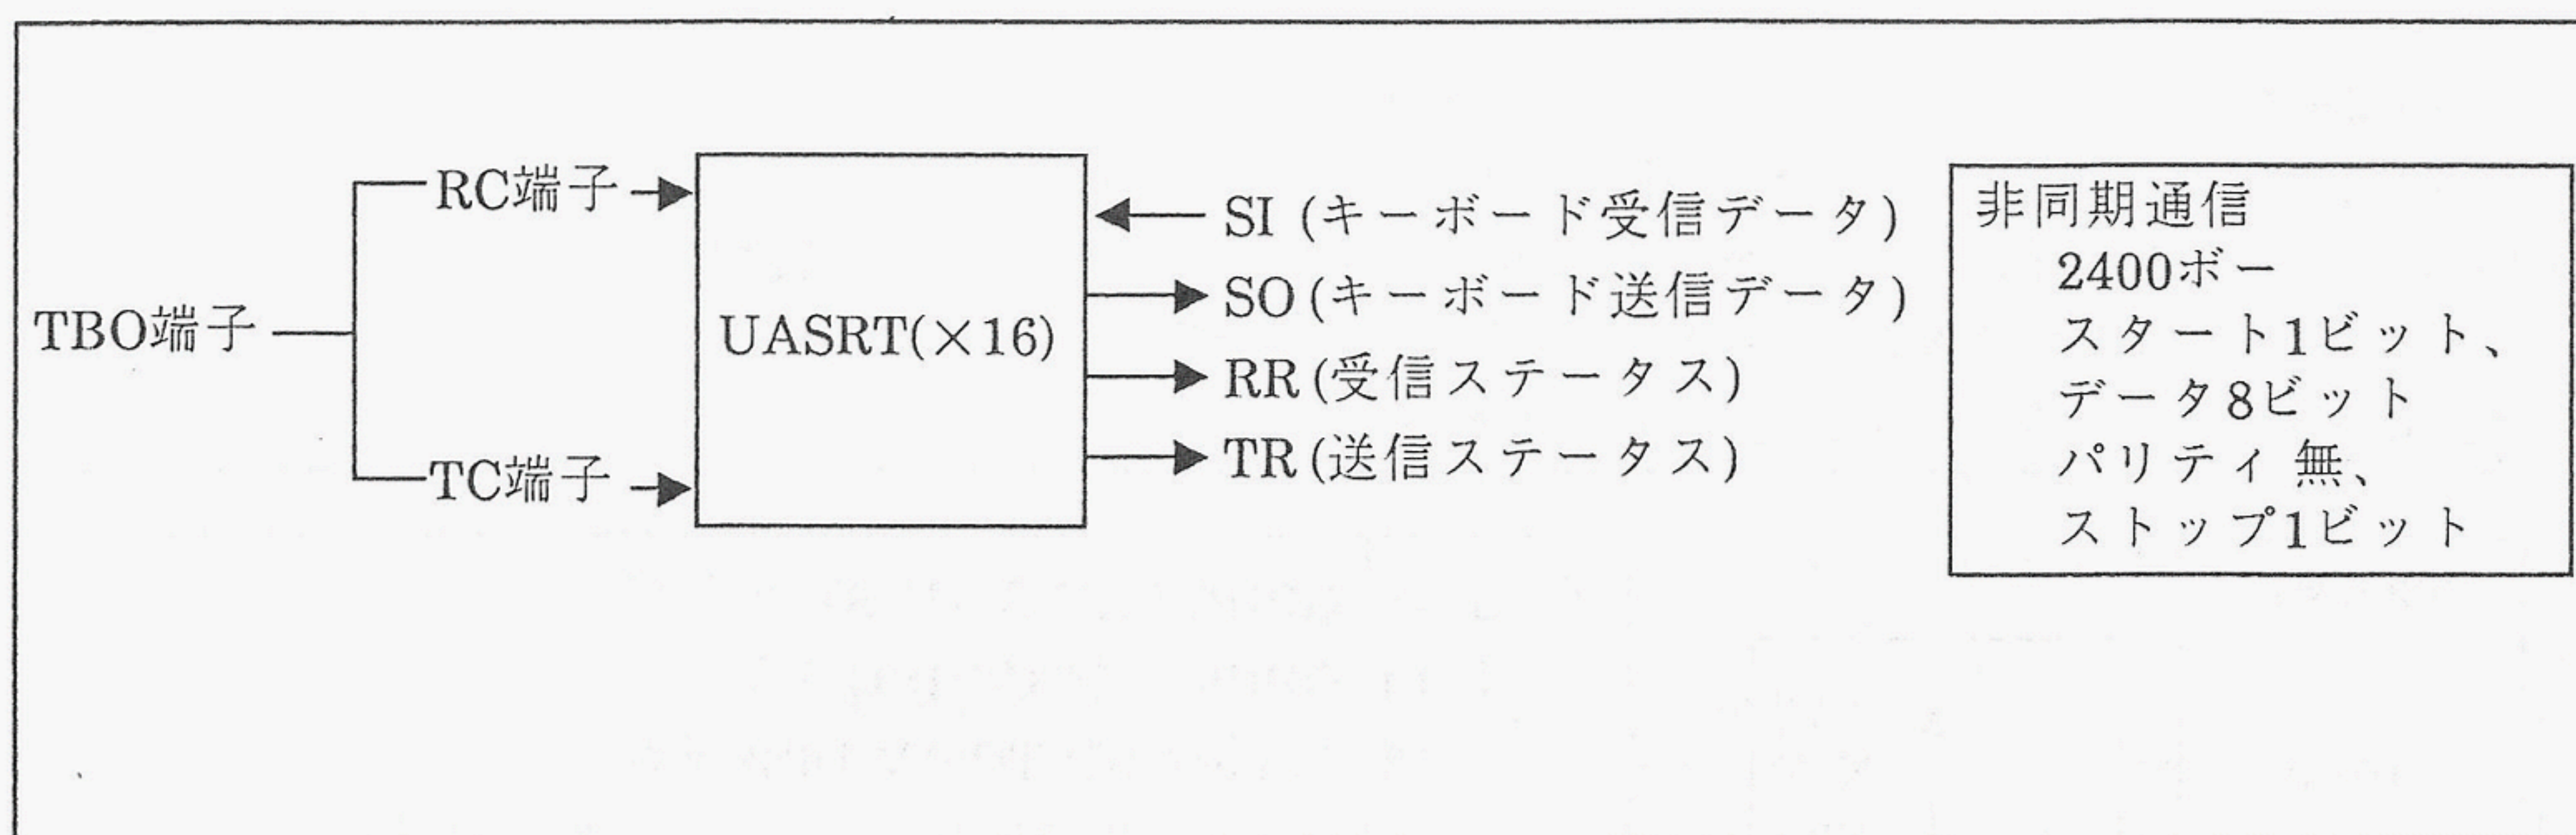 TBO端子
RC端子
TC端子
UASRT(×16)
SI (キーボード受信データ)
SO(キーボード送信データ)
RR(受信ステータス)
TR(送信ステータス)
非同期通信
2400ボー
スタート1ビット、
データ8ビット
パリティ 無、
ストップ1ビット